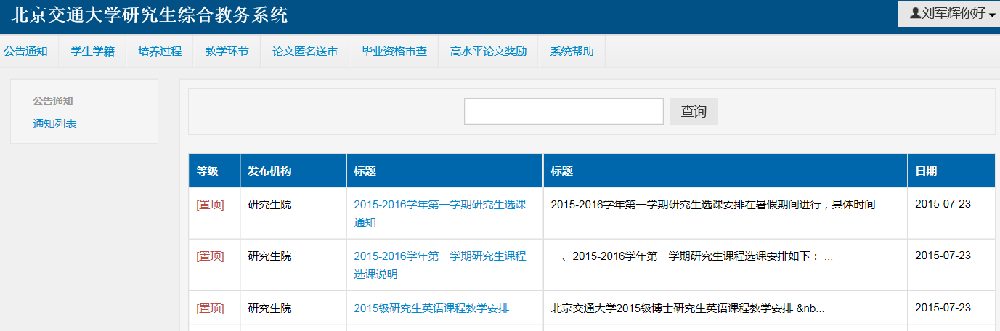 北京交通大学研究生综合教务系统
刘军辉你好
公告通知 学生学籍 培养过程 教学环节 论文匿名送审 毕业资格审查 高水平论文奖励 系统帮助
公告通知
通知列表
查询
等级 发布机构 标题 标题 日期
[置顶] 研究生院 2015-2016学年第一学期研究生选课 2015-2016学年第一学期研究生选课安排在暑假期间进行，具体时间... 2015-07-23
通知
[置顶] 研究生院 2015-2016学年第一学期研究生课程 一、2015-2016学年第一学期研究生课程选课安排如下： ... 2015-07-23
选课说明
[置顶] 研究生院 2015级研究生英语课程教学安排 北京交通大学2015级博士研究生英语课程教学安排 &nb... 2015-07-23